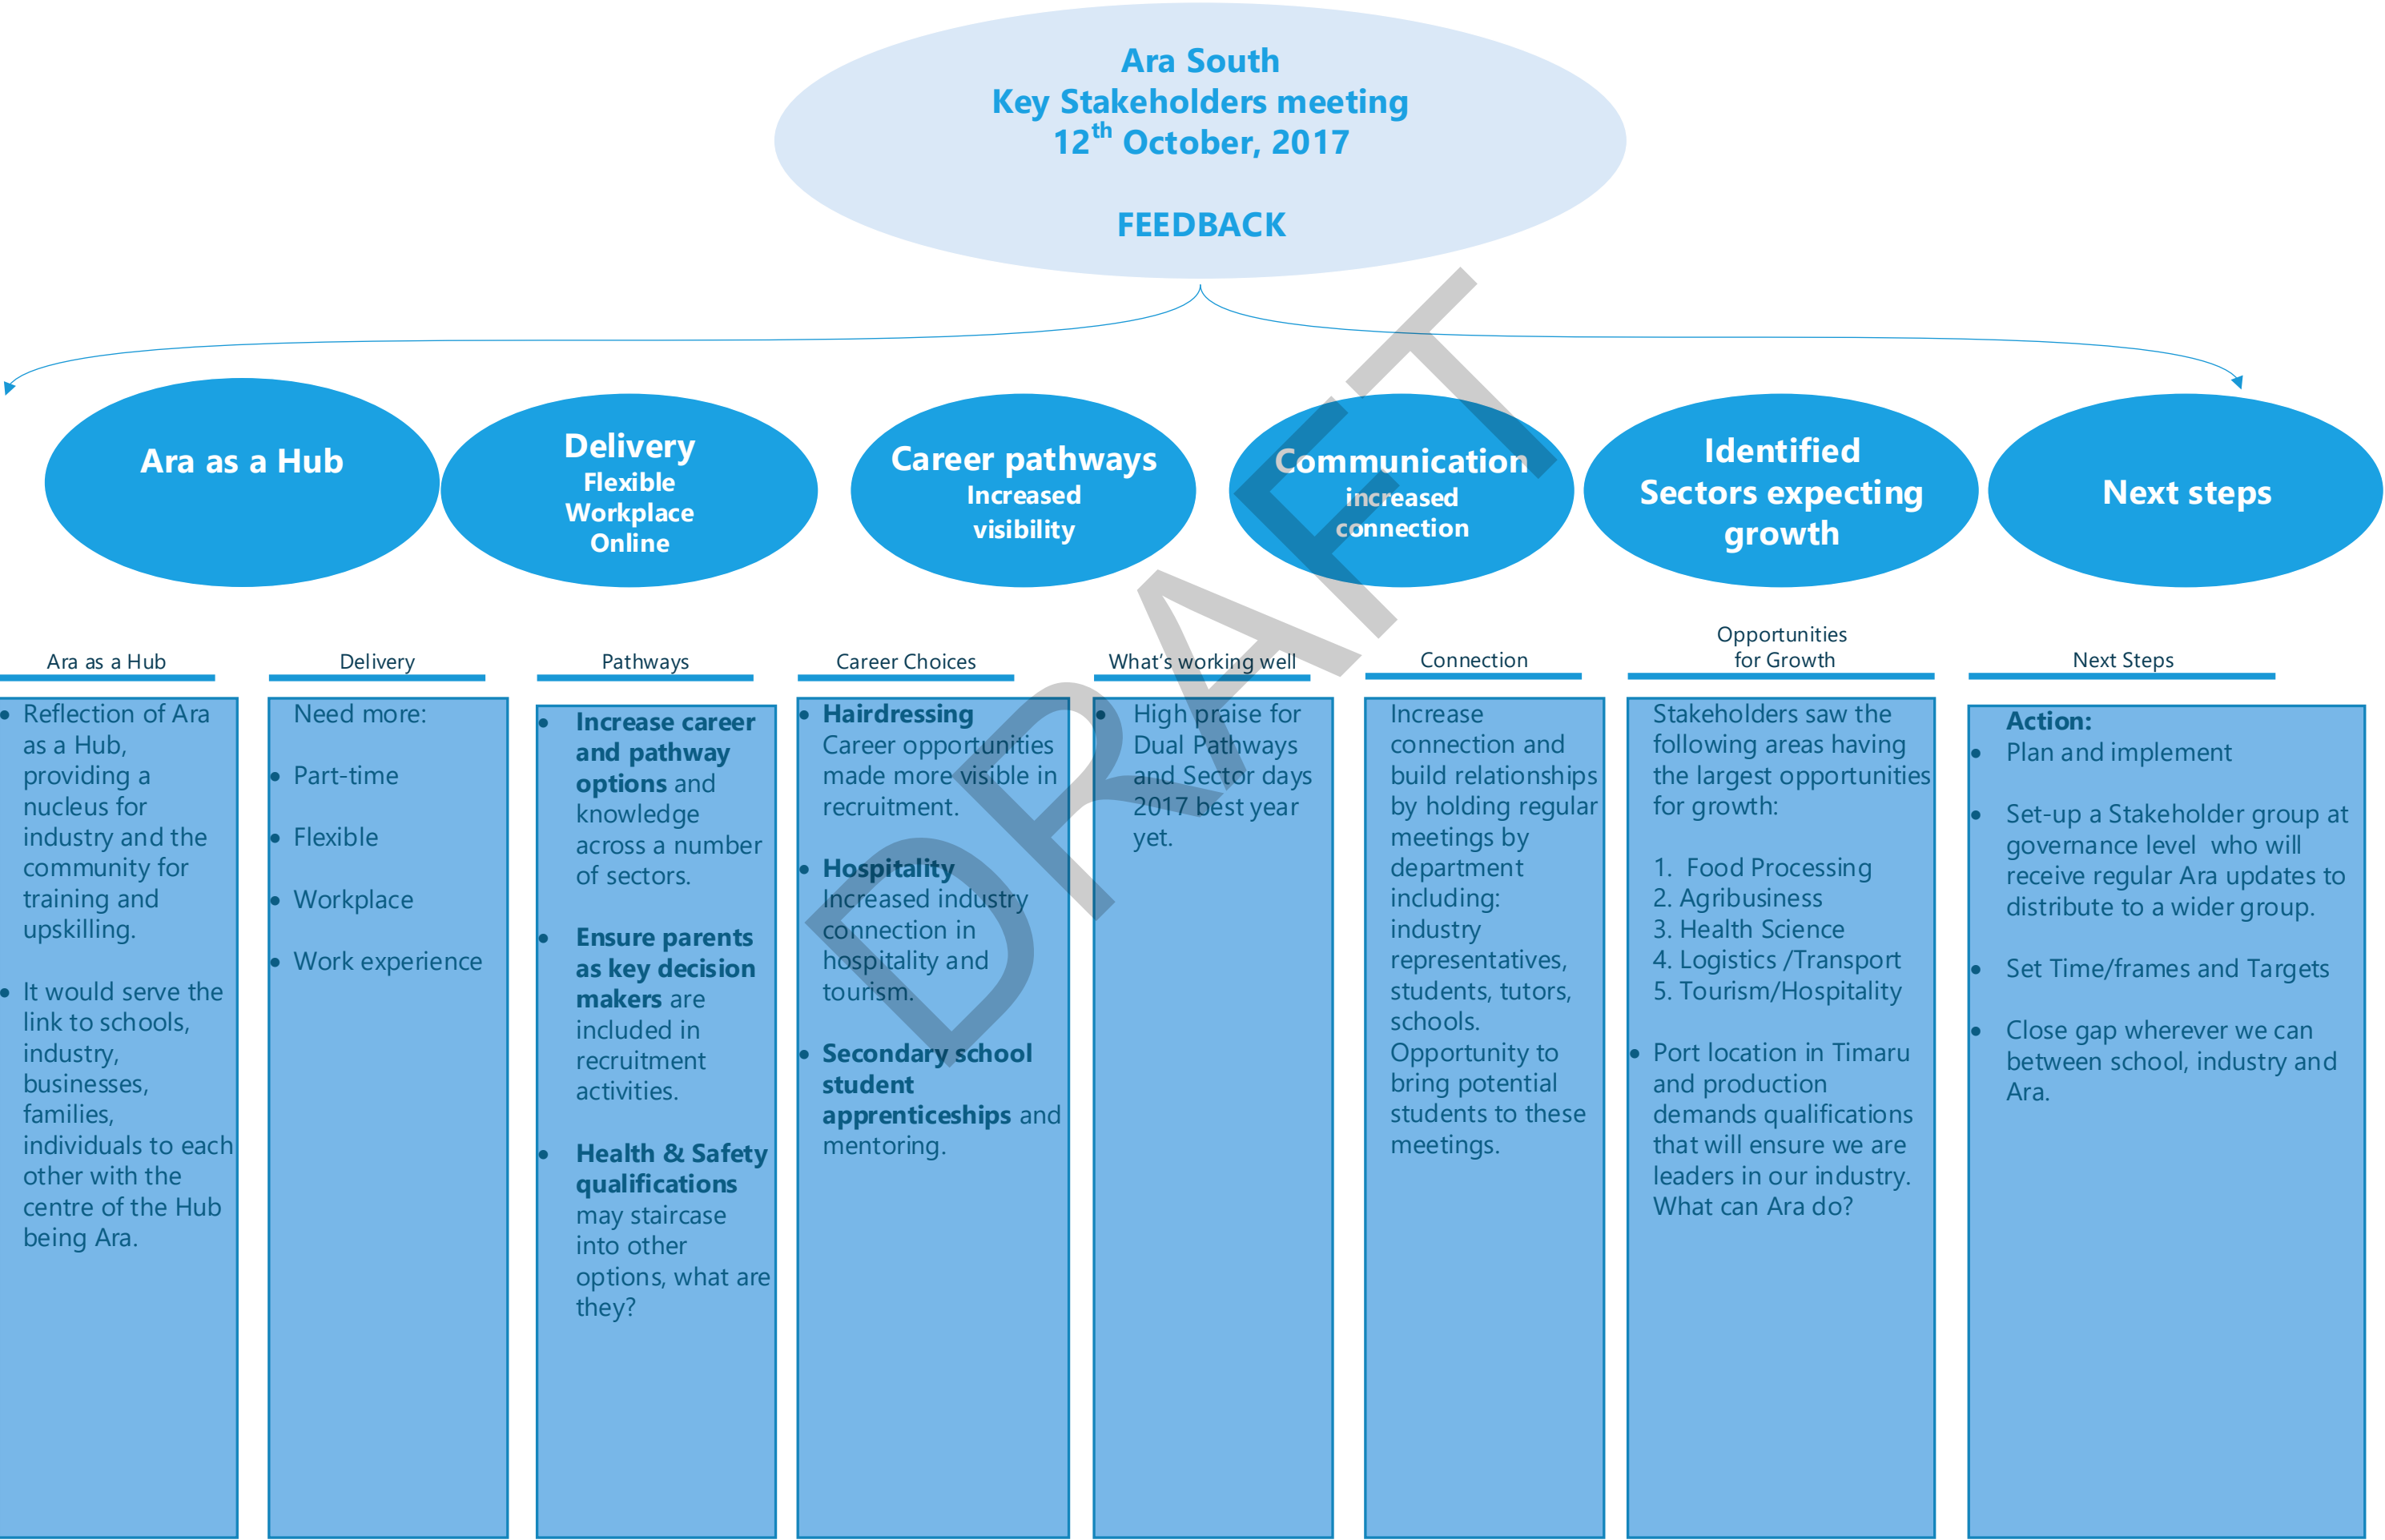 Ara South
Key Stakeholders meeting
12th October, 2017
FEEDBACK
Ara as a Hub
Delivery
Flexible
Workplace
Online
Career pathways
Increased
visibility
Communication
increased
connection
Identified
Sectors expecting
growth
Next steps
Ara as a Hub
• Reflection of Ara
as a Hub,
providing a
nucleus for
industry and the
community for
training and
upskilling.
• It would serve the
link to schools,
industry,
businesses,
families,
individuals to each
other with the
centre of the Hub
being Ara.
Delivery
Need more:
• Part-time
• Flexible
• Workplace
• Work experience
Pathways
• Increase career
and pathway
options and
knowledge
across a number
of sectors.
• Ensure parents
as key decision
makers are
included in
recruitment
activities.
• Health & Safety
qualifications
may staircase
into other
options, what are
they?
Career Choices
• Hairdressing
Career opportunities
made more visible in
recruitment.
• Hospitality
Increased industry
connection in
hospitality and
tourism.
• Secondary school
student
apprenticeships and
mentoring.
What's working well
• High praise for
Dual Pathways
and Sector days
2017 best year
yet.
Connection
Increase
connection and
build relationships
by holding regular
meetings by
department
including:
industry
representatives,
students, tutors,
schools.
Opportunity to
bring potential
students to these
meetings.
Opportunities
for Growth
Stakeholders saw the
following areas having
the largest opportunities
for growth:
1. Food Processing
2. Agribusiness
3. Health Science
4. Logistics /Transport
5. Tourism/Hospitality
• Port location in Timaru
and production
demands qualifications
that will ensure we are
leaders in our industry.
What can Ara do?
Next Steps
Action:
• Plan and implement
• Set-up a Stakeholder group at
governance level  who will
receive regular Ara updates to
distribute to a wider group.
• Set Time/frames and Targets
• Close gap wherever we can
between school, industry and
Ara.
DRAFT